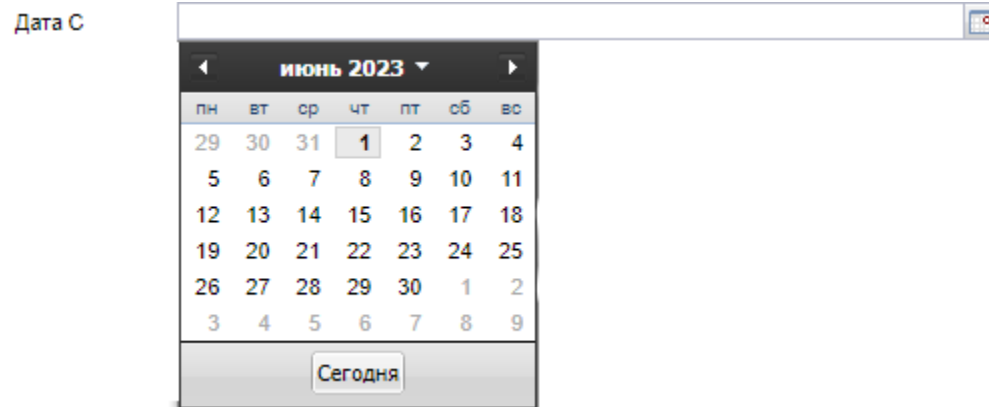 Дата С
июнь 2023
пн вт ср чт пт сб вс
29 30 31 1 2 3 4
5 6 7 8 9 10 11
12 13 14 15 16 17 18
19 20 21 22 23 24 25
26 27 28 29 30 1 2
3 4 5 6 7 8 9
Сегодня